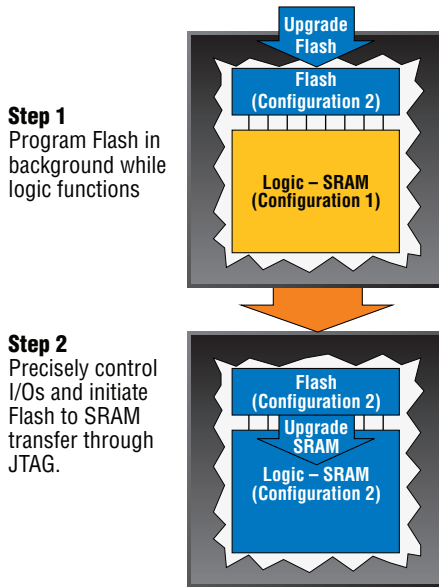 Upgrade
Flash
Flash
(Configuration 2)
Step 1
Program Flash in
background while
logic functions
Logic – SRAM
(Configuration 1)
Step 2
Precisely control
I/Os and initiate
Flash to SRAM
transfer through
JTAG.
Flash
(Configuration 2)
Upgrade
SRAM
Logic – SRAM
(Configuration 2)